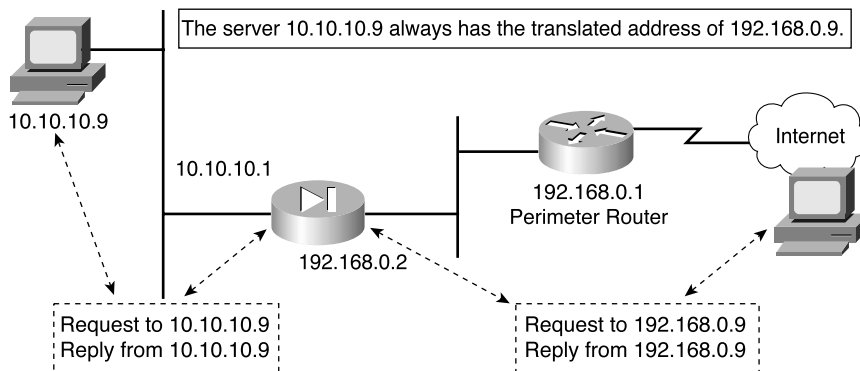 The server 10.10.10.9 always has the translated address of 192.168.0.9.
10.10.10.9
Internet
10.10.10.1
192.168.0.1
Perimeter Router
192.168.0.2
Request to 10.10.10.9
Reply from 10.10.10.9
Request to 192.168.0.9
Reply from 192.168.0.9